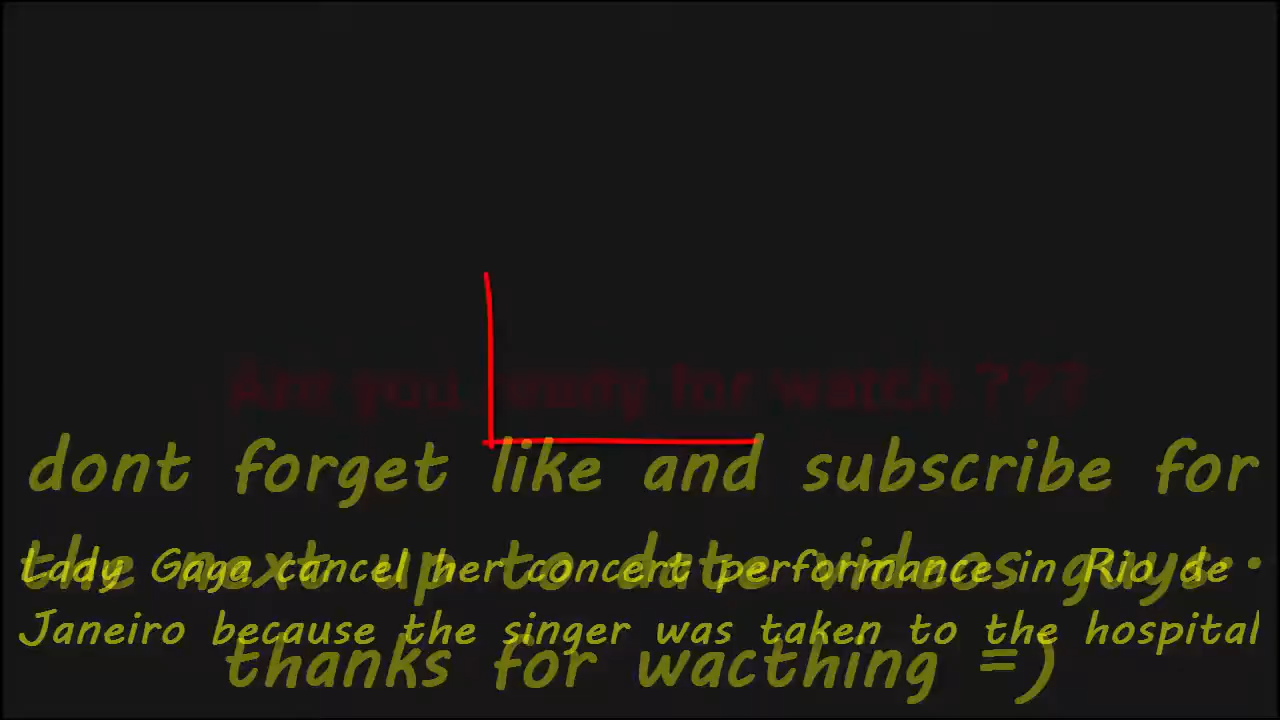 Are you ready for watch ???
dont forget like and subscribe for
the next up to date videos guys..
Lady Gaga cancel her concert performance in Rio de
Janeiro because the singer was taken to the hospital
thanks for wacthing =)